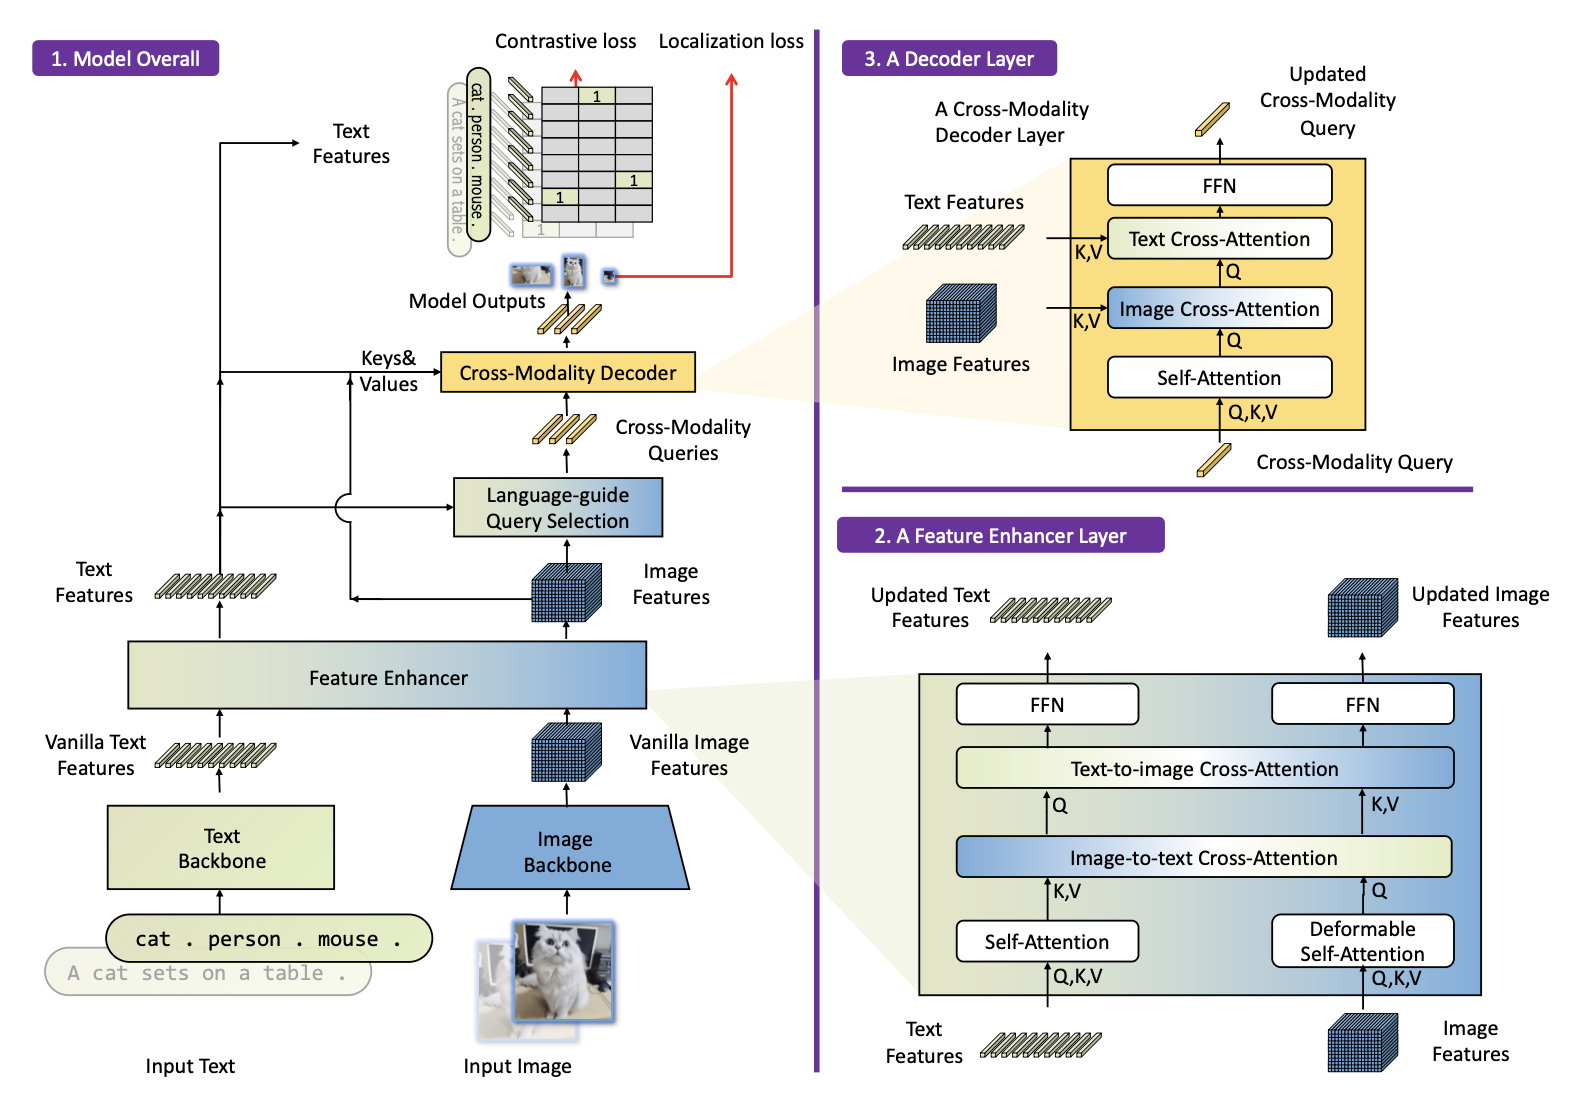 1. Model Overall
Contrastive loss
Localization loss
cat . person . mouse .
A cat sets on a table .
1
1
1
1
Text
Features
Model Outputs
Keys&
Values
Cross-Modality Decoder
Cross-Modality
Queries
Language-guide
Query Selection
Text
Features
Image
Features
Feature Enhancer
Vanilla Text
Features
Vanilla Image
Features
Text
Backbone
Image
Backbone
cat . person . mouse .
A cat sets on a table .
Input Text
Input Image
3. A Decoder Layer
A Cross-Modality
Decoder Layer
Updated
Cross-Modality
Query
FFN
Text Features
Text Cross-Attention
K,V
Q
Image Cross-Attention
K,V
Q
Image Features
Self-Attention
Q,K,V
Cross-Modality Query
2. A Feature Enhancer Layer
Updated Text
Features
Updated Image
Features
FFN
FFN
Text-to-image Cross-Attention
Q
K,V
Image-to-text Cross-Attention
K,V
Q
Self-Attention
Deformable
Self-Attention
Q,K,V
Q,K,V
Text
Features
Image
Features